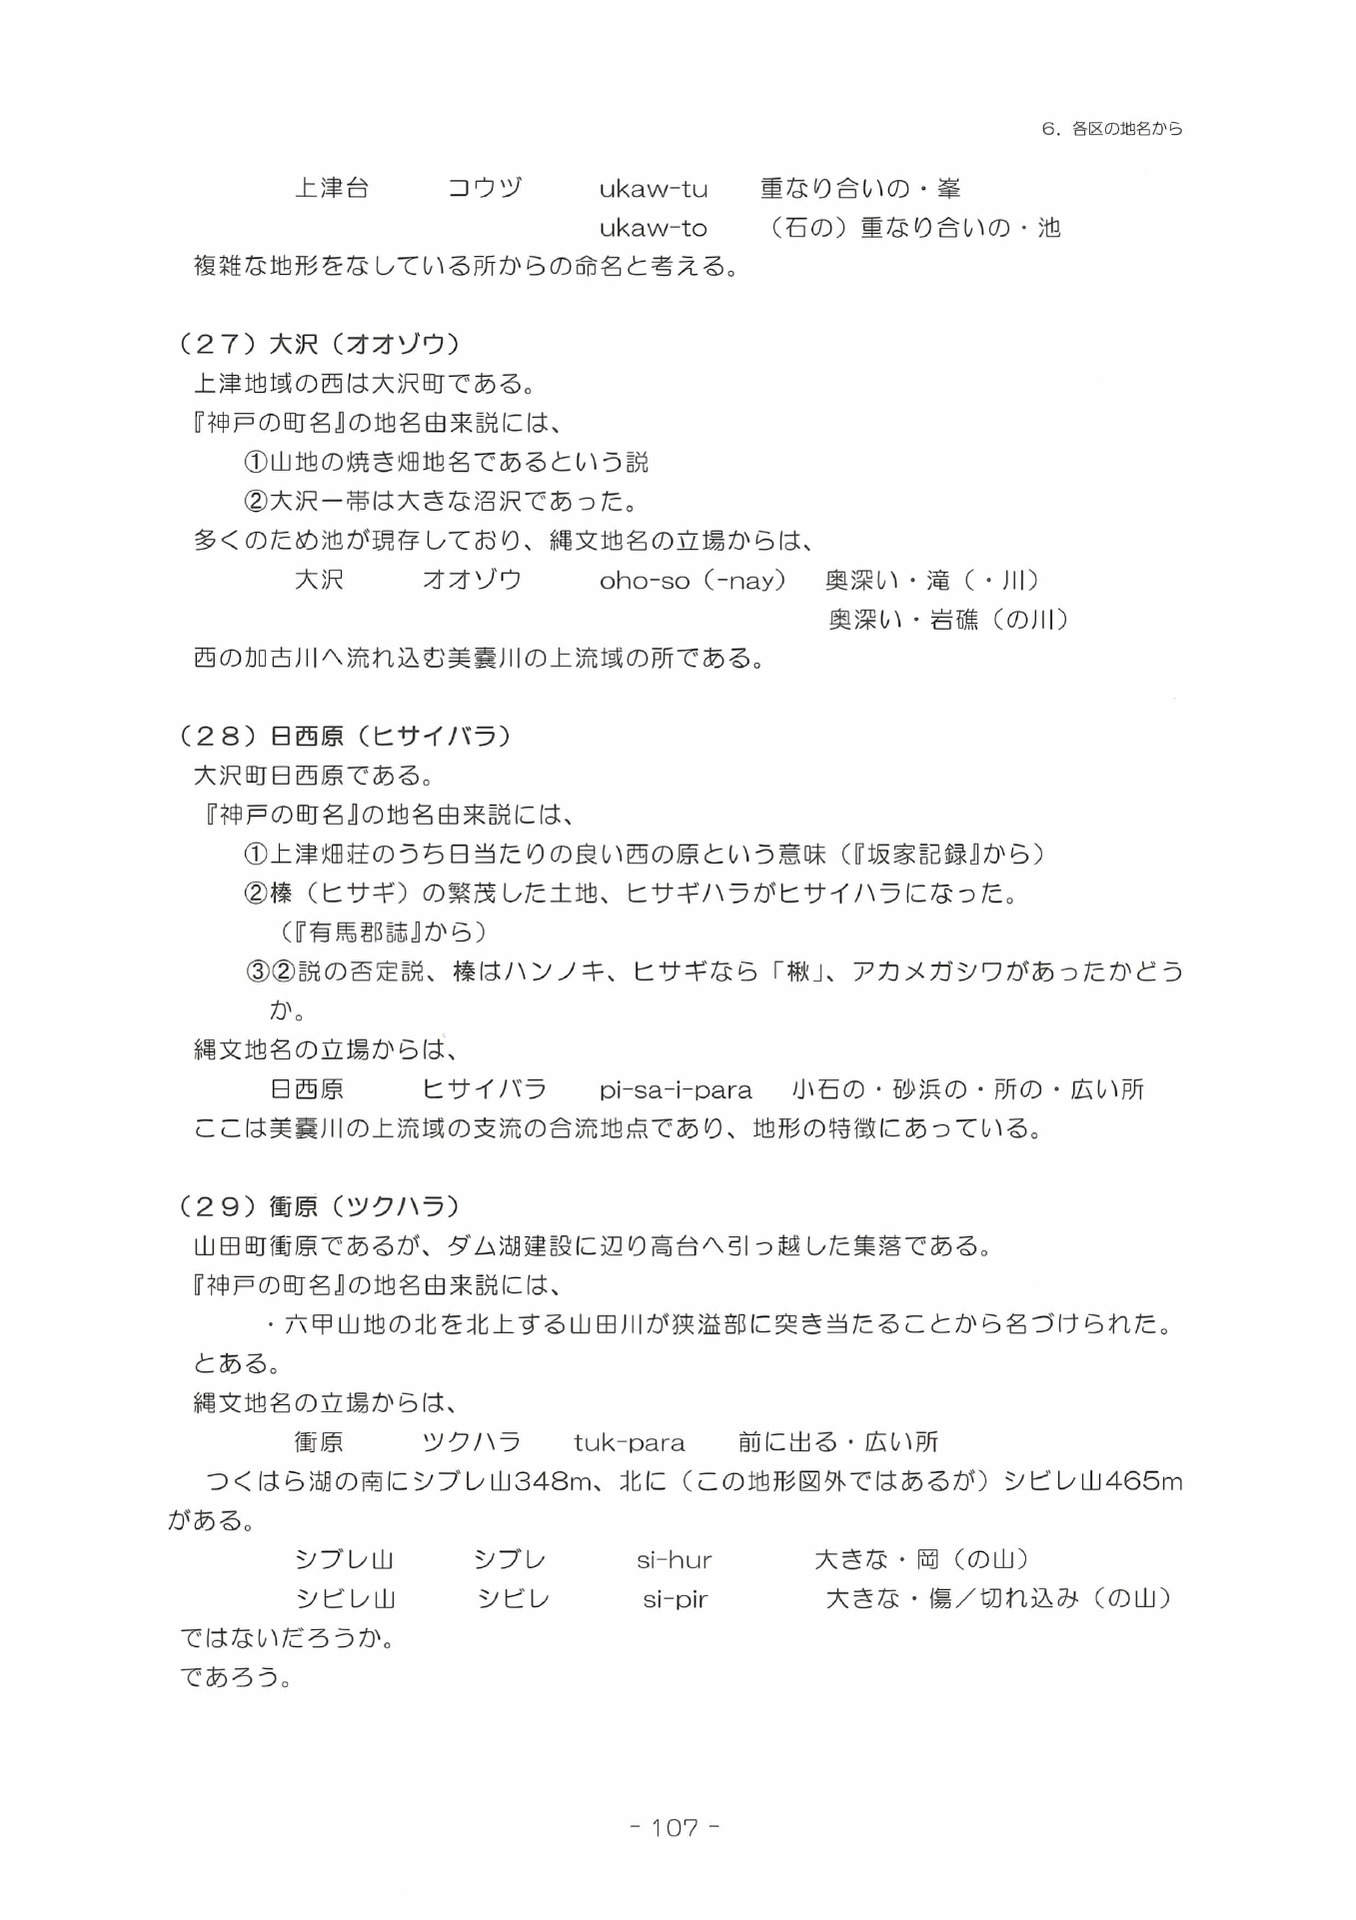 6．各区の地名から
上津台　コウヅ　ukaw-tu　重なり合いの・峯
ukaw-to　（石の）重なり合いの・池
複雑な地形をなしている所からの命名と考える。
（２７）大沢（オオゾウ）
上津地域の西は大沢町である。
『神戸の町名』の地名由来説には、
①山地の焼き畑地名であるという説
②大沢一帯は大きな沼沢であった。
多くのため池が現存しており、縄文地名の立場からは、
大沢　オオゾウ　oho-so（-nay）　奥深い・滝（・川）
奥深い・岩礁（の川）
西の加古川へ流れ込む美嚢川の上流域の所である。
（２８）日西原（ヒサイバラ）
大沢町日西原である。
『神戸の町名』の地名由来説には、
①上津畑荘のうち日当たりの良い西の原という意味（『坂家記録』から）
②榛（ヒサギ）の繁茂した土地、ヒサギハラがヒサイハラになった。
（『有馬郡誌』から）
③②説の否定説、榛はハンノキ、ヒサギなら「楸」、アカメガシワがあったかどう
か。
縄文地名の立場からは、
日西原　ヒサイバラ　pi-sa-i-para　小石の・砂浜の・所の・広い所
ここは美嚢川の上流域の支流の合流地点であり、地形の特徴にあっている。
（２９）衝原（ツクハラ）
山田町衝原であるが、ダム湖建設に辺り高台へ引っ越した集落である。
『神戸の町名』の地名由来説には、
・六甲山地の北を北上する山田川が狭溢部に突き当たることから名づけられた。
とある。
縄文地名の立場からは、
衝原　ツクハラ　tuk-para　前に出る・広い所
つくはら湖の南にシブレ山348m、北に（この地形図外ではあるが）シビレ山465m
がある。
シブレ山　シブレ　si-hur　大きな・岡（の山）
シビレ山　シビレ　si-pir　大きな・傷／切れ込み（の山）
ではないだろうか。
であろう。
- 107 -